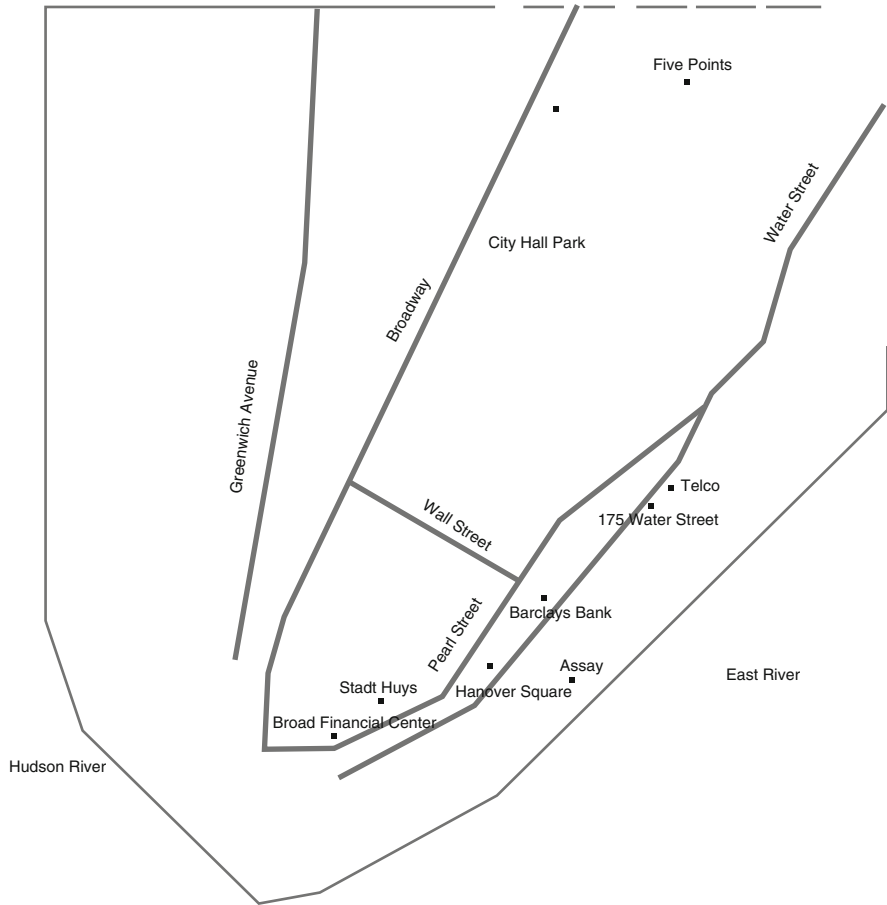 Five Points
Water Street
City Hall Park
Broadway
Greenwich Avenue
Telco
175 Water Street
Wall Street
Barclays Bank
Pearl Street
Assay
East River
Stadt Huys
Hanover Square
Broad Financial Center
Hudson River